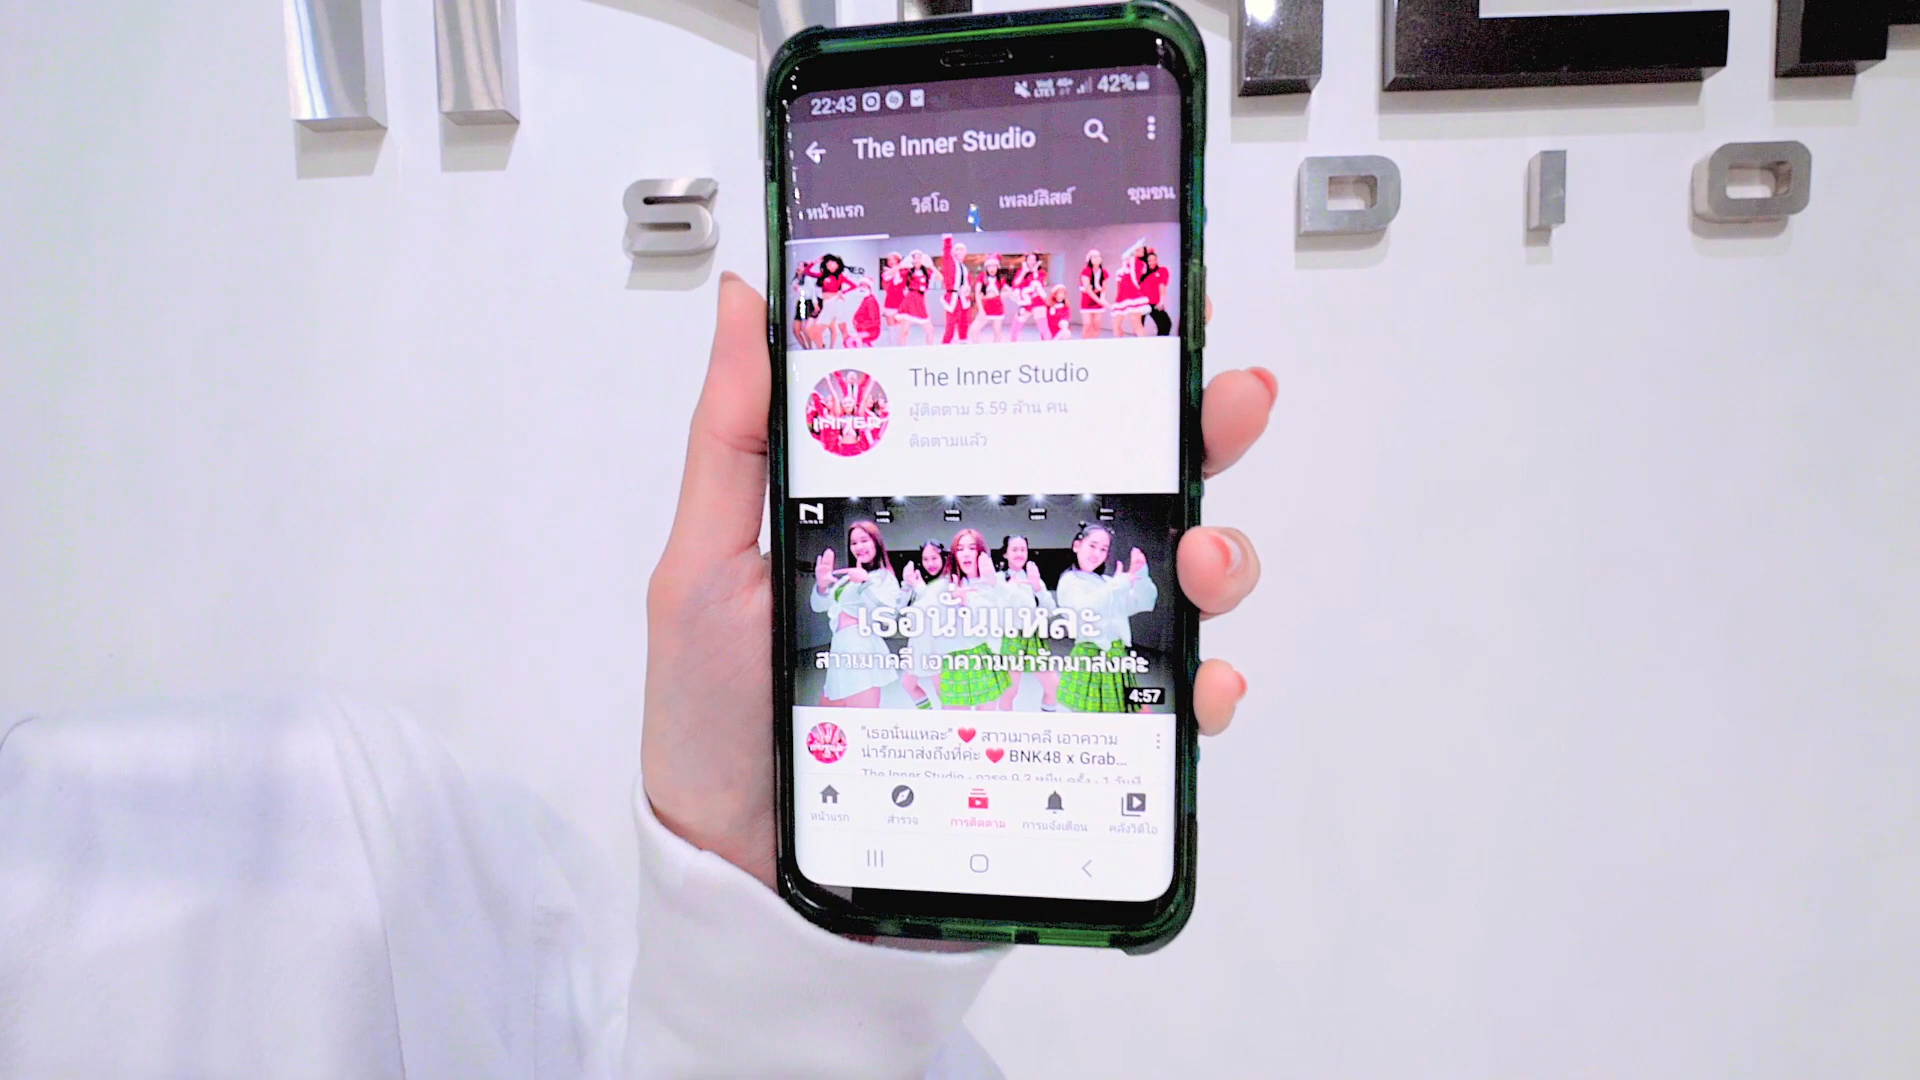 22:43 42%
The Inner Studio
หน้าแรก วิดีโอ เพลย์ลิสต์ ชุมชน
The Inner Studio
ผู้ติดตาม 5.59 ล้าน คน
ติดตามแล้ว
INNER
เธอนั่นแหละ
สาวเมาคลี เอาความน่ารักมาส่งค่ะ
4:57
"เธอนั่นแหละ" ❤️ สาวเมาคลี เอาความ
น่ารักมาส่งถึงที่ค่ะ ❤️ BNK48 x Grab...
The Inner Studio
หน้าแรก สำรวจ การติดตาม การแจ้งเตือน คลังวิดีโอ
S D I O